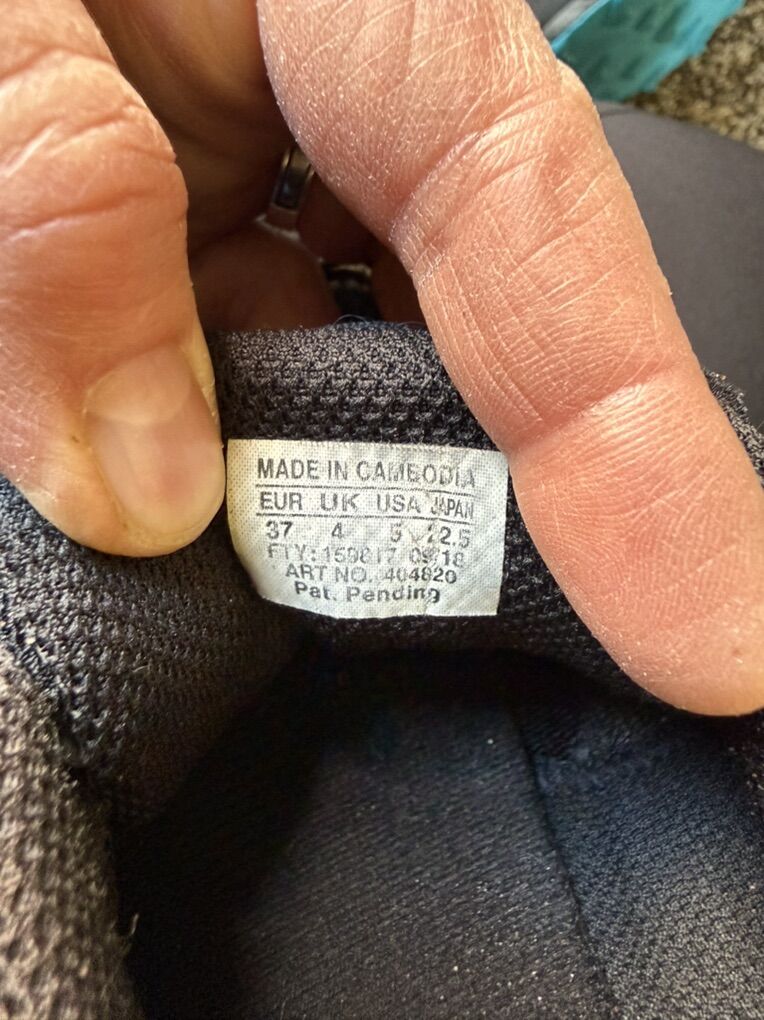 MADE IN CAMBODIA
EUR UK USA JAPAN
37 4 5 22.5
FTY: 159617 09/18
ART NO. 404820
Pat. Pending